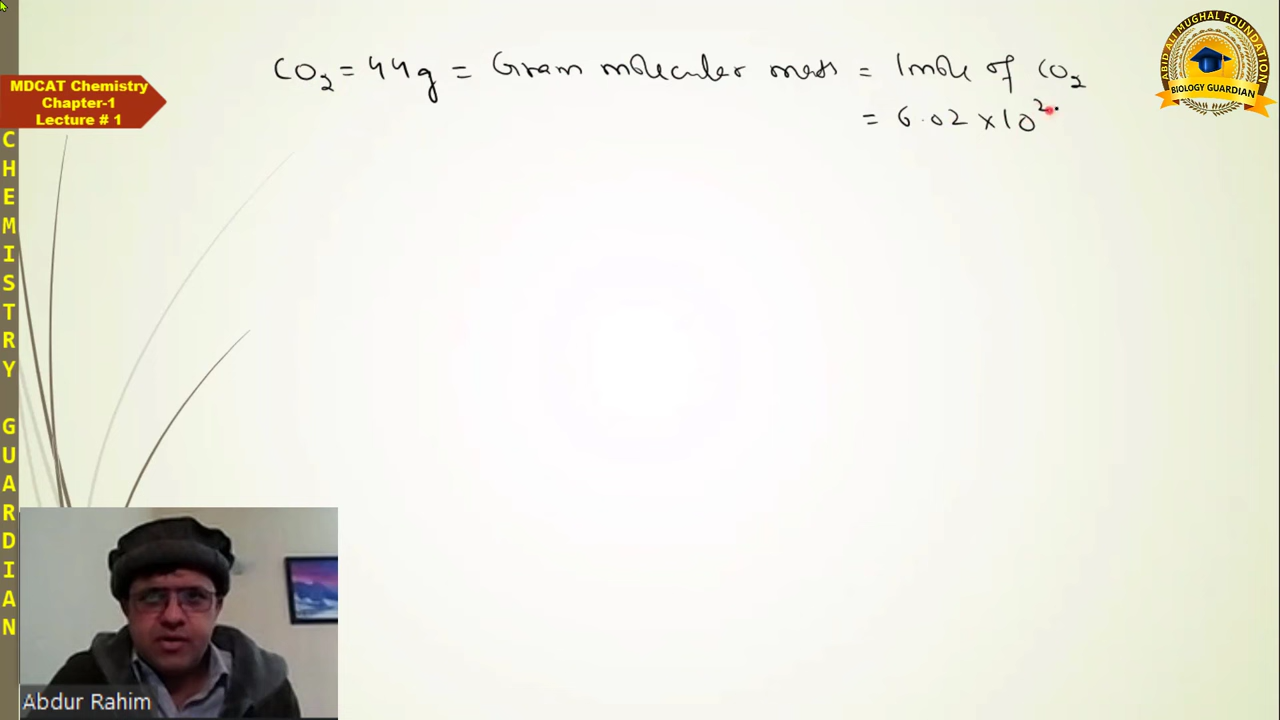 CO₂ = 44g = Gram molecular mass = 1mole of CO₂
= 6.02 × 10²
MDCAT Chemistry
Chapter-1
Lecture # 1
CHEMISTRY GUARDIAN
ABID ALI MUGHAL FOUNDATION
BIOLOGY GUARDIAN
Abdur Rahim